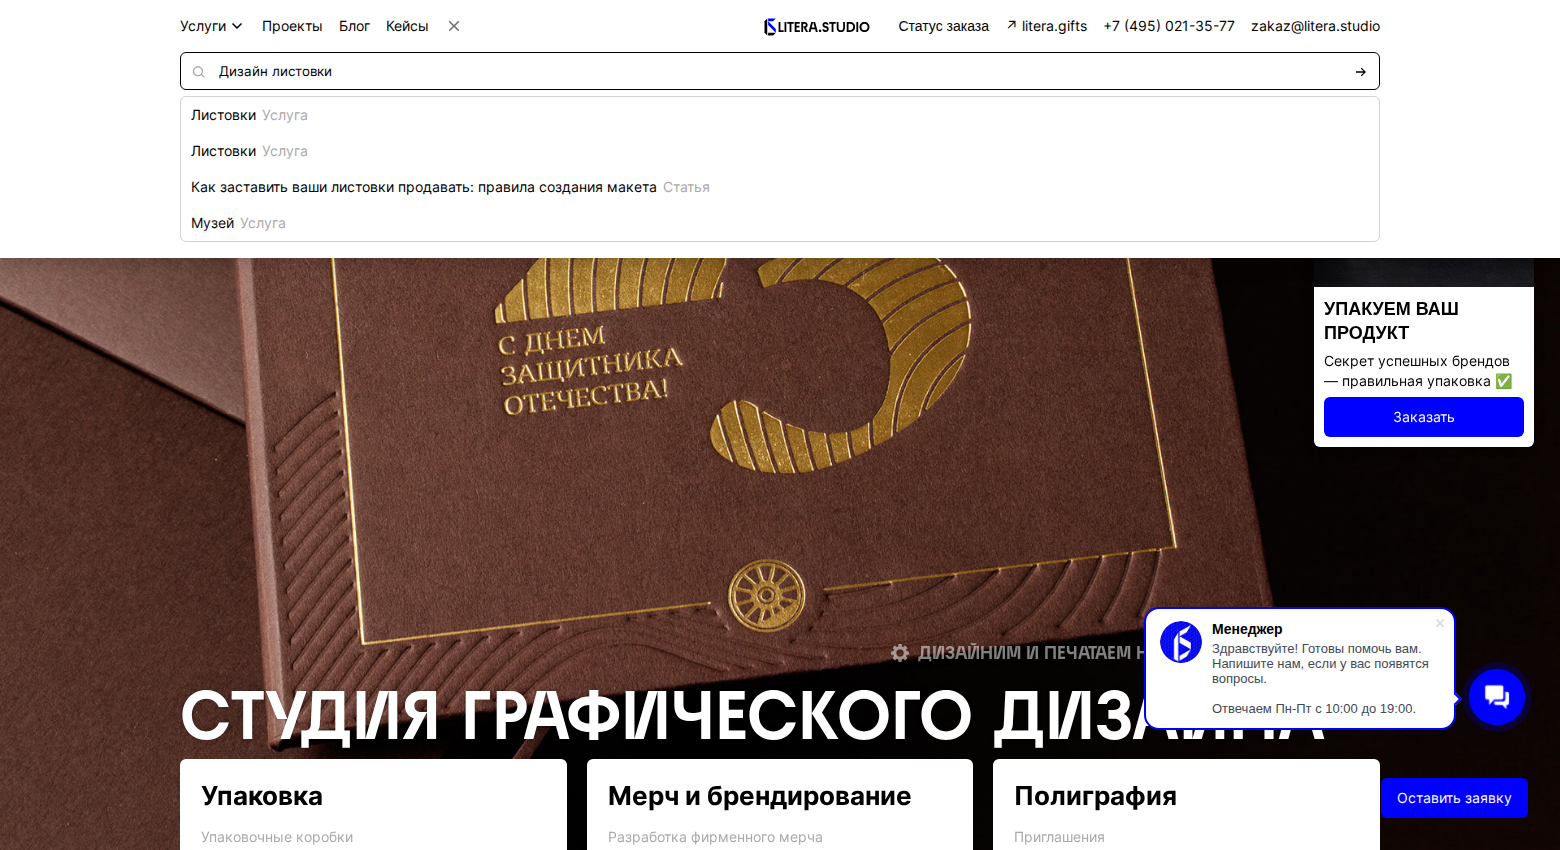 Услуги Проекты Блог Кейсы LITERA.STUDIO Статус заказа ↗ litera.gifts +7 (495) 021-35-77 zakaz@litera.studio
Дизайн листовки
Листовки Услуга
Листовки Услуга
Как заставить ваши листовки продавать: правила создания макета Статья
Музей Услуга
С ДНЕМ
ЗАЩИТНИКА
ОТЕЧЕСТВА!
УПАКУЕМ ВАШ
ПРОДУКТ
Секрет успешных брендов
— правильная упаковка ✅
Заказать
ДИЗАЙНИМ И ПЕЧАТАЕМ
СТУДИЯ ГРАФИЧЕСКОГО ДИЗАЙНА
Менеджер
Здравствуйте! Готовы помочь вам.
Напишите нам, если у вас появятся
вопросы.
Отвечаем Пн-Пт с 10:00 до 19:00.
Оставить заявку
Упаковка
Упаковочные коробки
Мерч и брендирование
Разработка фирменного мерча
Полиграфия
Приглашения